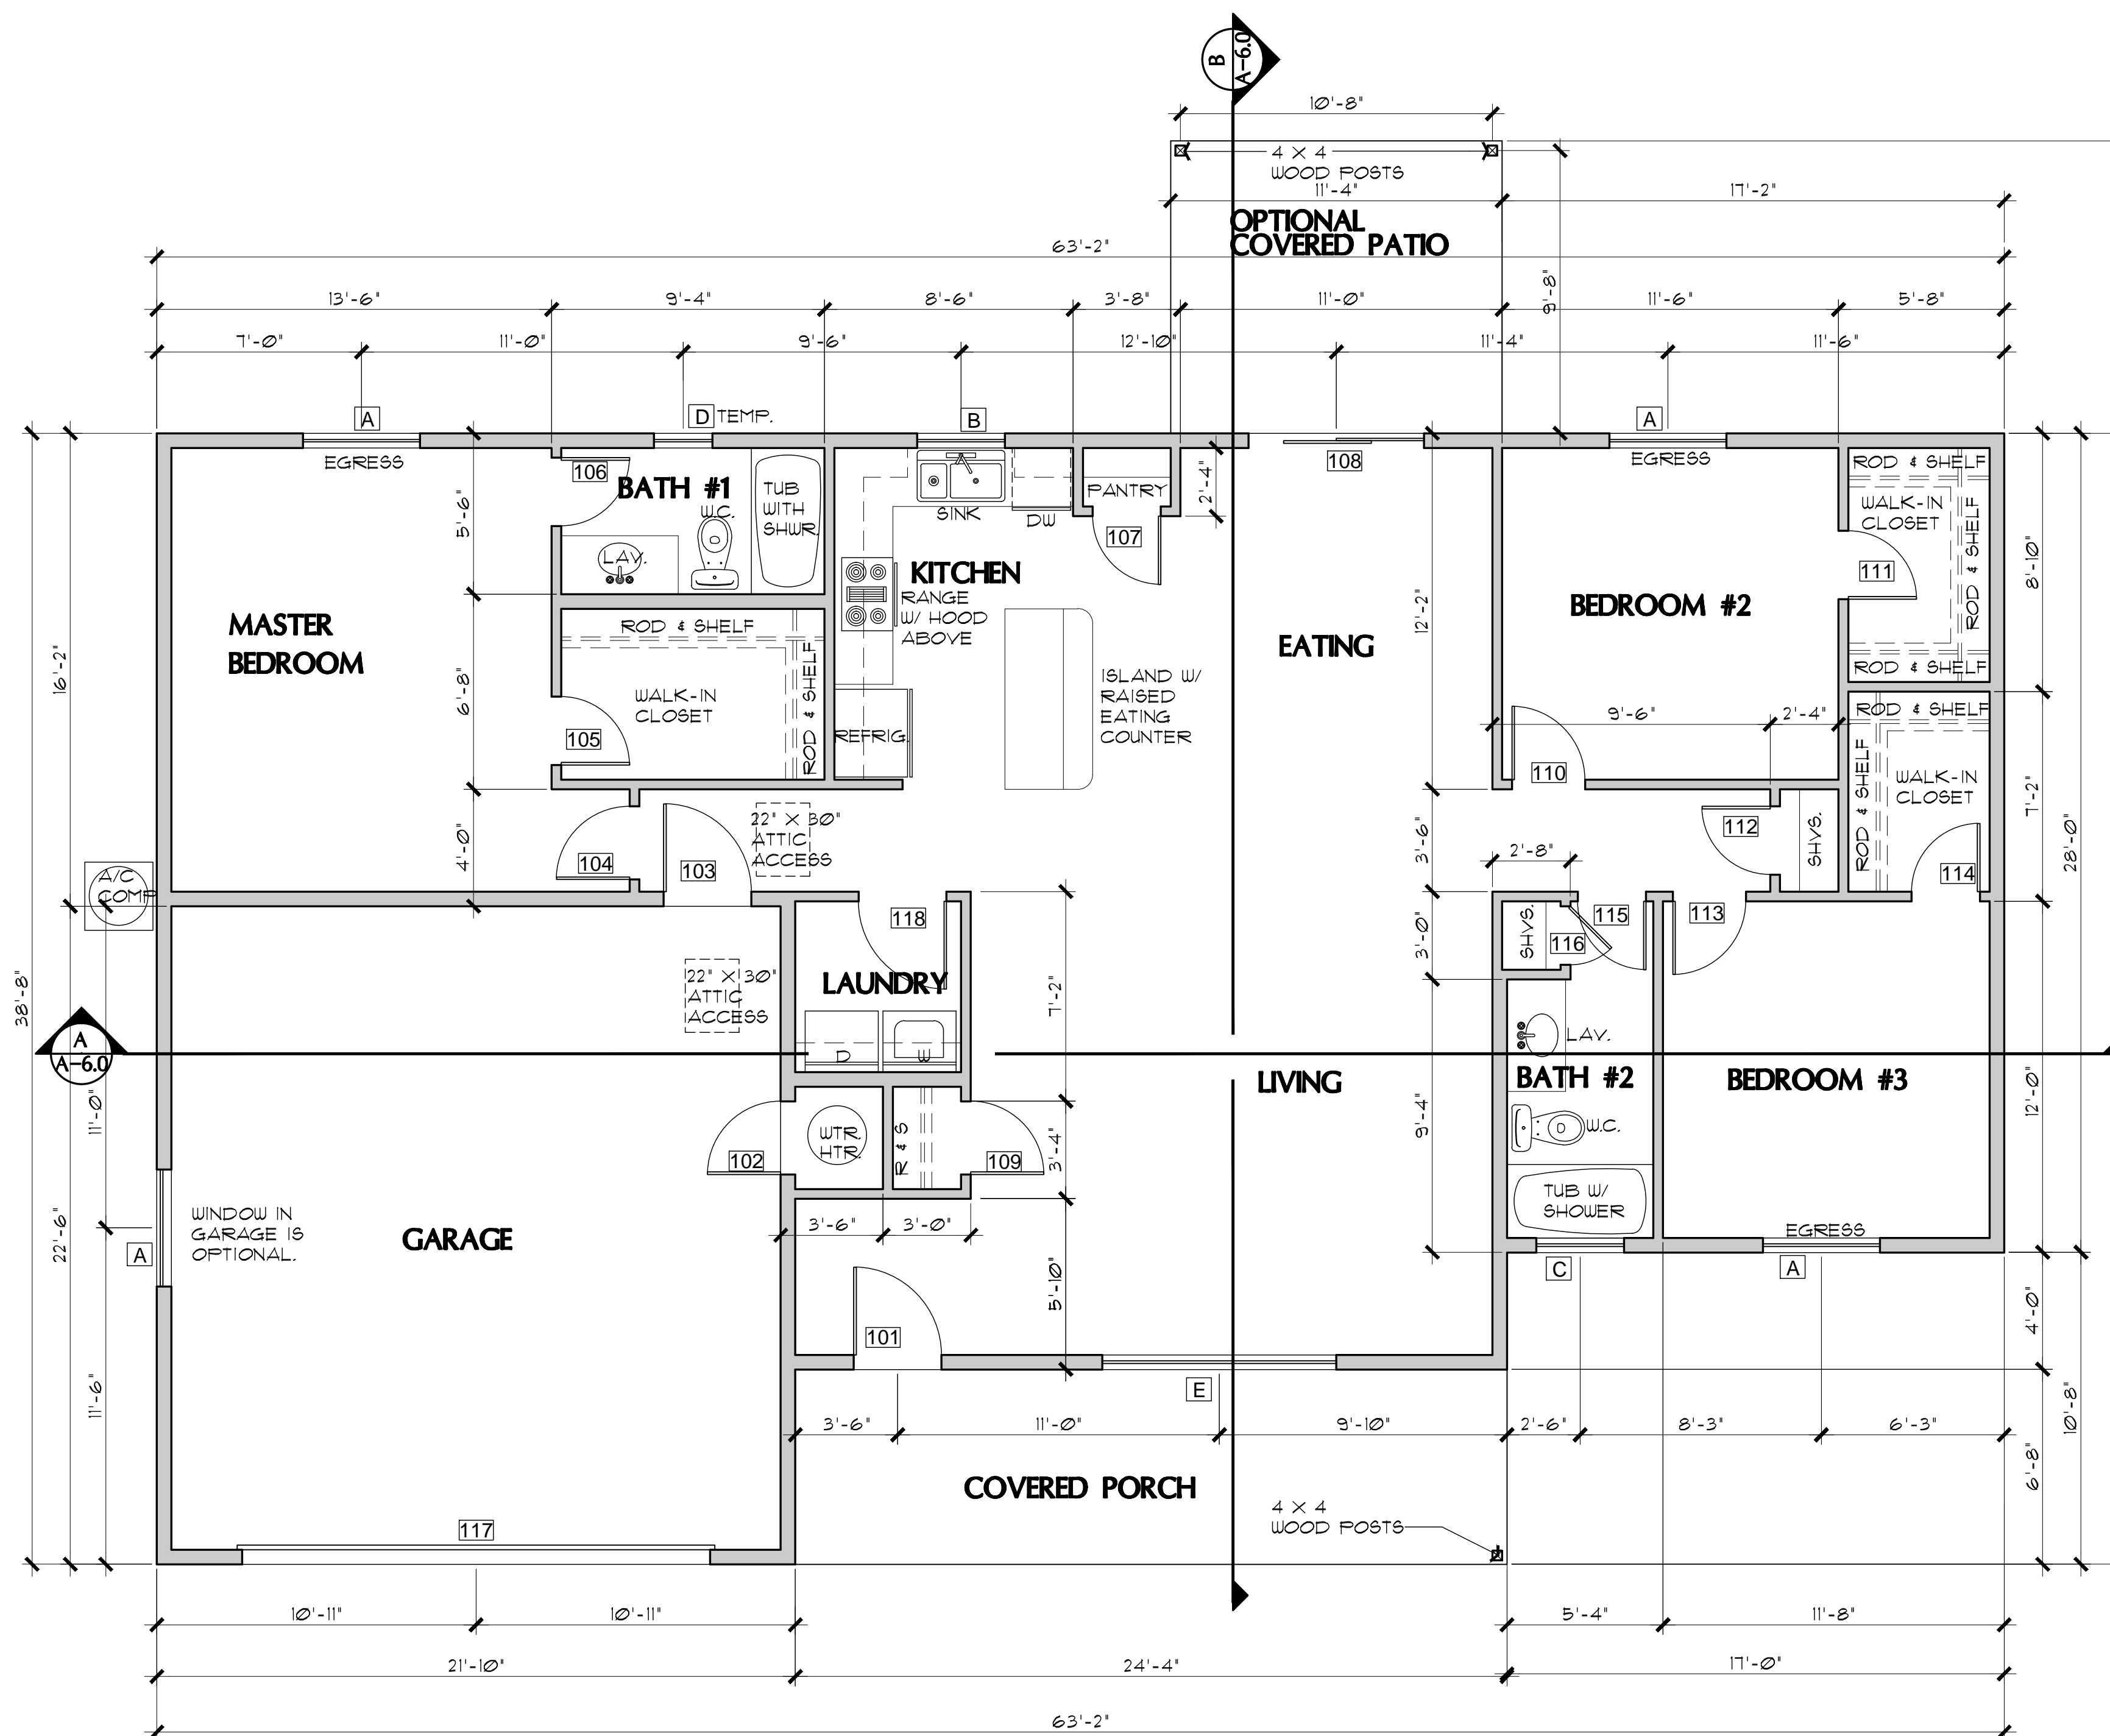 B
A-6.0
10'-8"
4 X 4
WOOD POSTS
11'-4"
17'-2"
OPTIONAL
COVERED PATIO
63'-2"
9'-8"
13'-6"
9'-4"
8'-6"
3'-8"
11'-0"
11'-6"
5'-8"
7'-0"
11'-0"
9'-6"
12'-10"
11'-4"
11'-6"
A
D TEMP.
B
A
EGRESS
106
BATH #1
W.C.
TUB
WITH
SHWR.
LAV.
SINK
DW
PANTRY
107
2'-4"
108
EGRESS
ROD & SHELF
WALK-IN
CLOSET
ROD & SHELF
111
ROD & SHELF
8'-10"
5'-6"
KITCHEN
RANGE
W/ HOOD
ABOVE
BEDROOM #2
12'-2"
MASTER
BEDROOM
16'-2"
ROD & SHELF
WALK-IN
CLOSET
ROD & SHELF
6'-8"
105
REFRIG.
ISLAND W/
RAISED
EATING
COUNTER
EATING
9'-6"
2'-4"
ROD & SHELF
ROD & SHELF
WALK-IN
CLOSET
7'-2"
28'-0"
110
4'-0"
104
103
22" X 30"
ATTIC
ACCESS
3'-6"
2'-8"
112
SHVS.
114
A/C
COMP
118
SHVS.
116
115
113
3'-0"
38'-8"
22" X 30"
ATTIC
ACCESS
LAUNDRY
7'-2"
A
A-6.0
D
W
LAV.
LIVING
BATH #2
BEDROOM #3
11'-0"
12'-0"
9'-4"
102
WTR.
HTR.
R & S
109
3'-4"
W.C.
TUB W/
SHOWER
EGRESS
22'-6"
A
WINDOW IN
GARAGE IS
OPTIONAL.
GARAGE
3'-6"
3'-0"
5'-10"
C
A
4'-0"
101
E
11'-6"
3'-6"
11'-0"
9'-10"
2'-6"
8'-3"
6'-3"
10'-8"
6'-8"
COVERED PORCH
4 X 4
WOOD POSTS
117
10'-11"
10'-11"
5'-4"
11'-8"
21'-10"
24'-4"
17'-0"
63'-2"